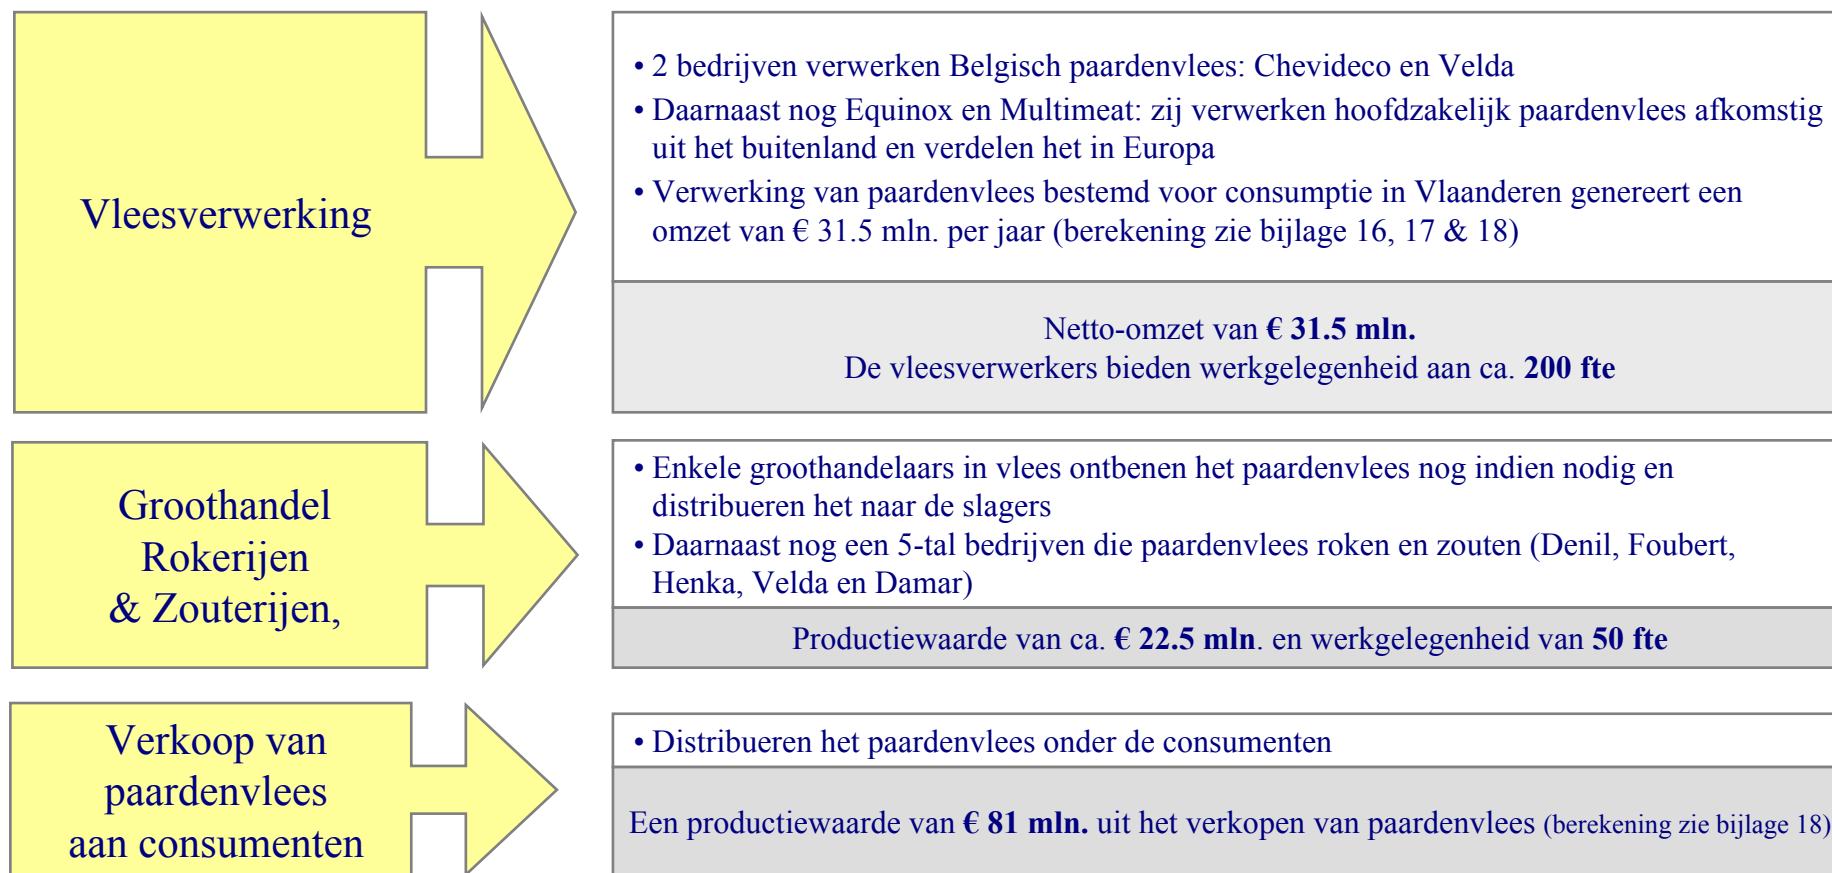 Vleesverwerking
• 2 bedrijven verwerken Belgisch paardenvlees: Chevideco en Velda
• Daarnaast nog Equinox en Multimeat: zij verwerken hoofdzakelijk paardenvlees afkomstig
uit het buitenland en verdelen het in Europa
• Verwerking van paardenvlees bestemd voor consumptie in Vlaanderen genereert een
omzet van € 31.5 mln. per jaar (berekening zie bijlage 16, 17 & 18)
Netto-omzet van € 31.5 mln.
De vleesverwerkers bieden werkgelegenheid aan ca. 200 fte
Groothandel
Rokerijen
& Zouterijen,
• Enkele groothandelaars in vlees ontbenen het paardenvlees nog indien nodig en
distribueren het naar de slagers
• Daarnaast nog een 5-tal bedrijven die paardenvlees roken en zouten (Denil, Foubert,
Henka, Velda en Damar)
Productiewaarde van ca. € 22.5 mln. en werkgelegenheid van 50 fte
Verkoop van
paardenvlees
aan consumenten
• Distribueren het paardenvlees onder de consumenten
Een productiewaarde van € 81 mln. uit het verkopen van paardenvlees (berekening zie bijlage 18)